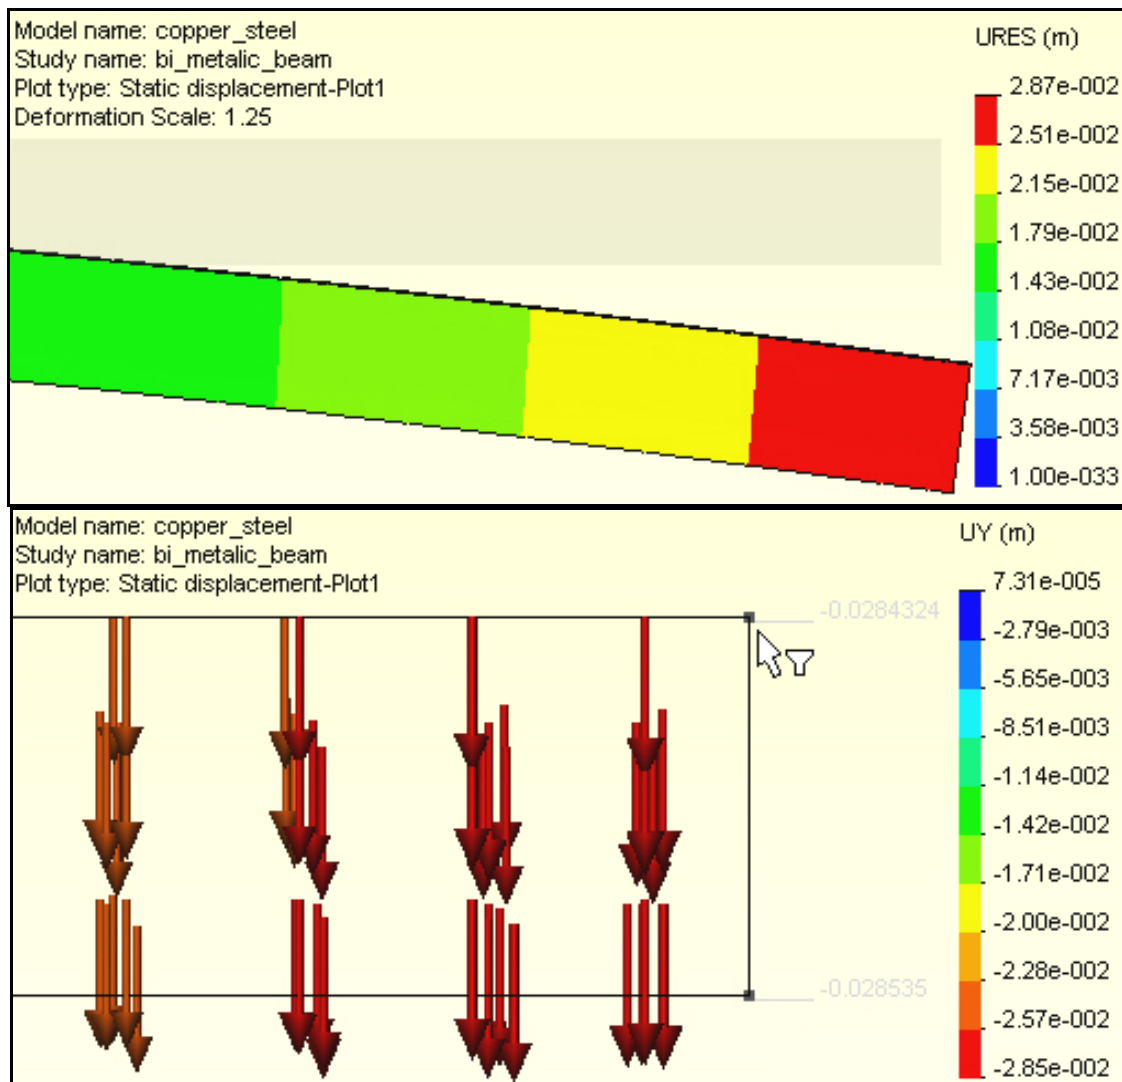 Model name: copper_steel
Study name: bi_metalic_beam
Plot type: Static displacement-Plot1
Deformation Scale: 1.25
URES (m)
2.87e-002
2.51e-002
2.15e-002
1.79e-002
1.43e-002
1.08e-002
7.17e-003
3.58e-003
1.00e-033
Model name: copper_steel
Study name: bi_metalic_beam
Plot type: Static displacement-Plot1
-0.0284324
-0.028535
UY (m)
7.31e-005
-2.79e-003
-5.65e-003
-8.51e-003
-1.14e-002
-1.42e-002
-1.71e-002
-2.00e-002
-2.28e-002
-2.57e-002
-2.85e-002